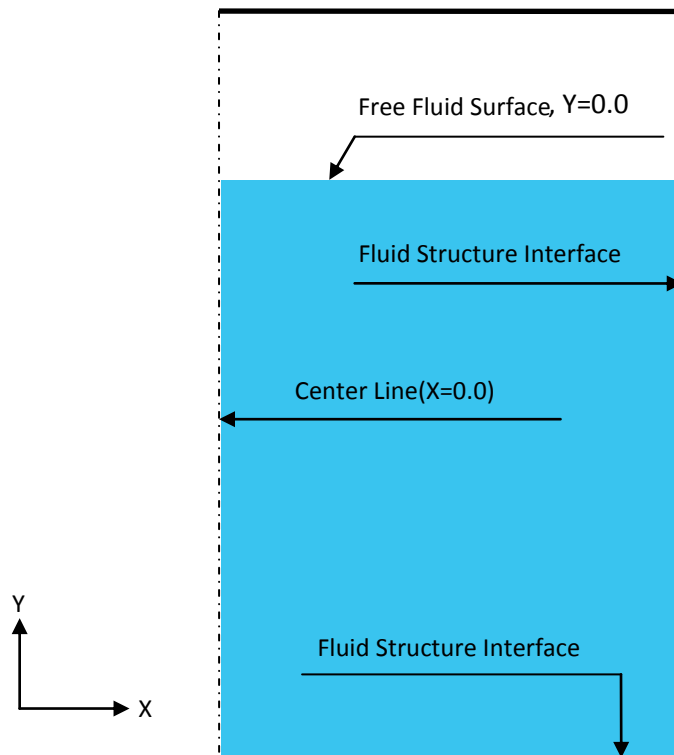 Free Fluid Surface, Y=0.0
Fluid Structure Interface
Center Line(X=0.0)
Fluid Structure Interface
Y
X